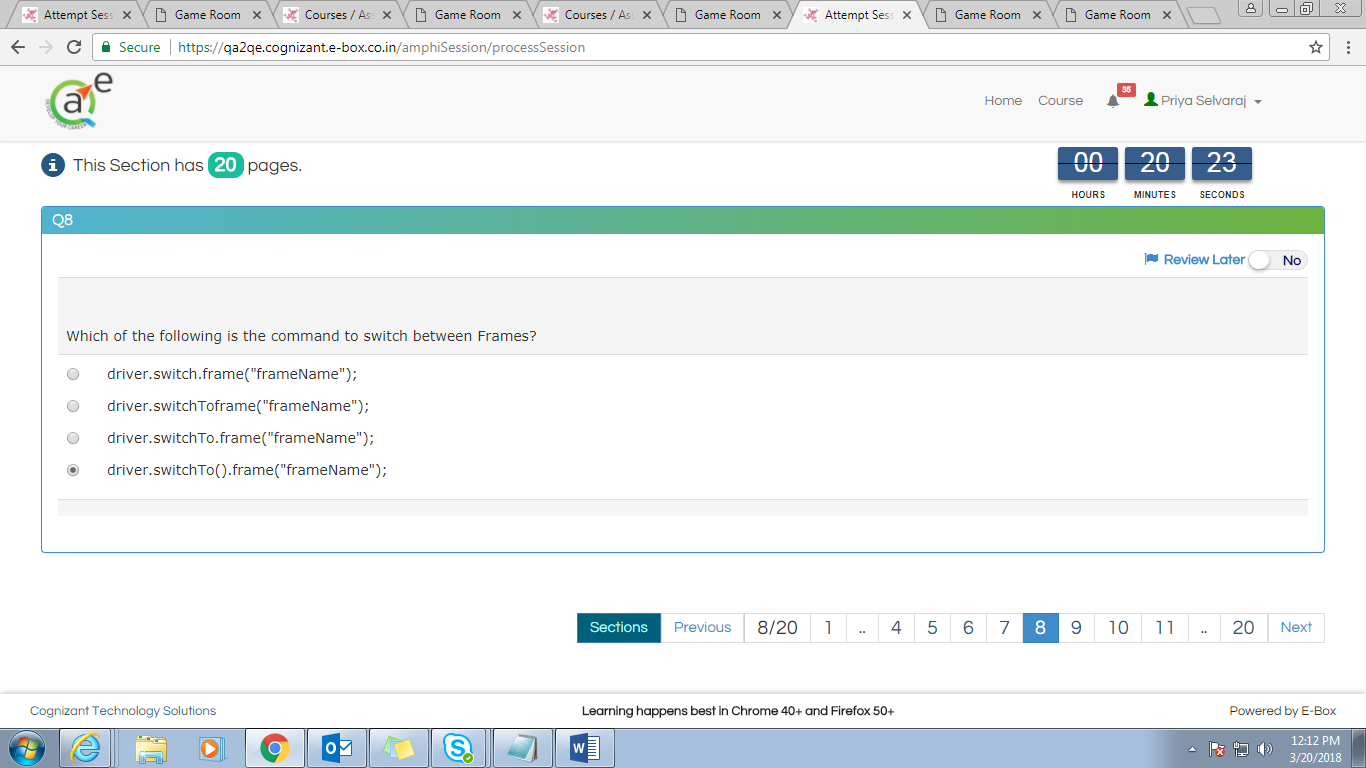 Attempt Sess
Game Room
Courses / As
Game Room
Courses / As
Game Room
Attempt Sess
Game Room
Game Room
Secure
https://qa2qe.cognizant.e-box.co.in/amphiSession/processSession
a e
Home
Course
35
Priya Selvaraj
This Section has 20 pages.
00 20 23
HOURS MINUTES SECONDS
Q8
Review Later No
Which of the following is the command to switch between Frames?
driver.switch.frame("frameName");
driver.switchToframe("frameName");
driver.switchTo.frame("frameName");
driver.switchTo().frame("frameName");
Sections Previous 8/20 1 .. 4 5 6 7 8 9 10 11 .. 20 Next
Cognizant Technology Solutions
Learning happens best in Chrome 40+ and Firefox 50+
Powered by E-Box
12:12 PM
3/20/2018